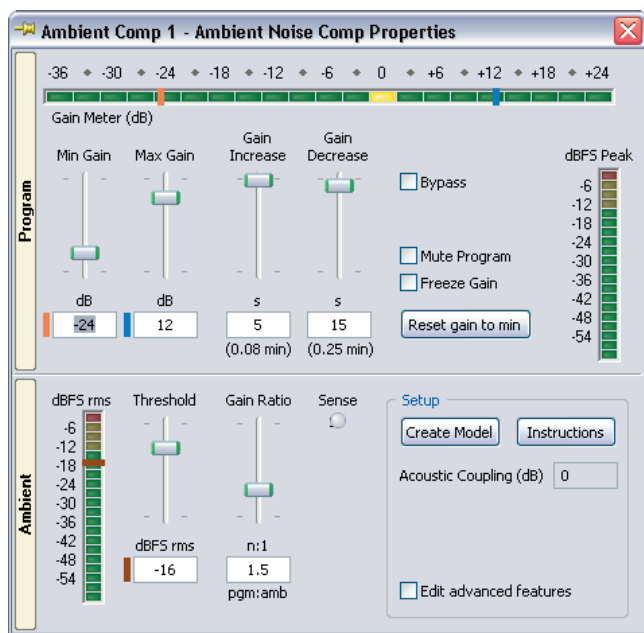 Ambient Comp 1 - Ambient Noise Comp Properties
Program
-36 -30 -24 -18 -12 -6 0 +6 +12 +18 +24
Gain Meter (dB)
Min Gain
Max Gain
Gain Increase
Gain Decrease
dB
dB
s
s
-24
12
5
15
(0.08 min)
(0.25 min)
Bypass
Mute Program
Freeze Gain
Reset gain to min
dBFS Peak
-6
-12
-18
-24
-30
-36
-42
-48
-54
Ambient
dBFS rms
-6
-12
-18
-24
-30
-36
-42
-48
-54
Threshold
dBFS rms
-16
Gain Ratio
n:1
1.5
pgm:amb
Sense
Setup
Create Model
Instructions
Acoustic Coupling (dB)
0
Edit advanced features